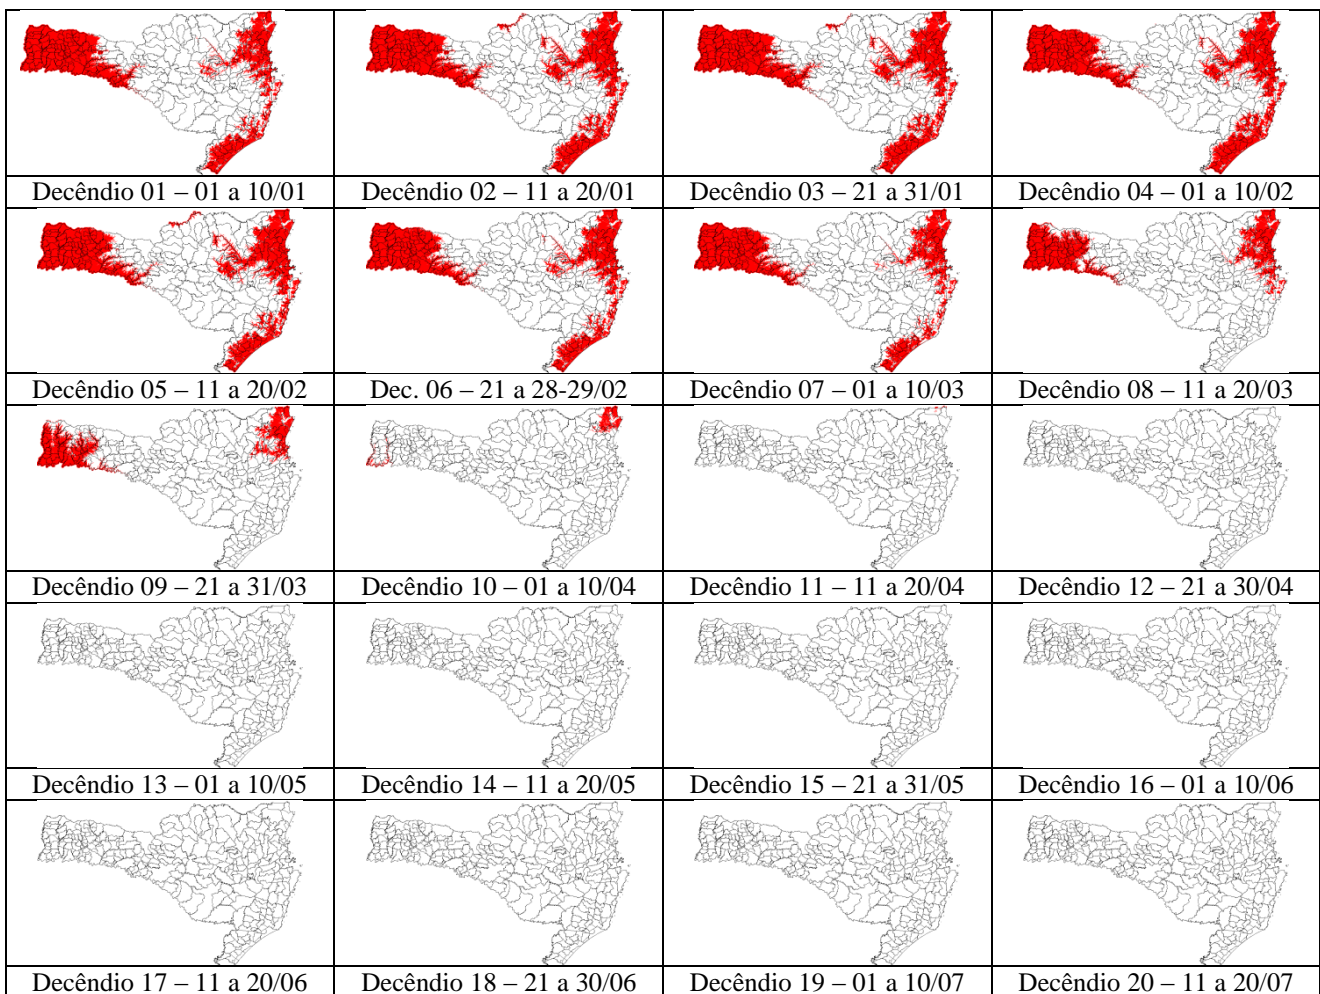 Decêndio 01 – 01 a 10/01
Decêndio 02 – 11 a 20/01
Decêndio 03 – 21 a 31/01
Decêndio 04 – 01 a 10/02
Decêndio 05 – 11 a 20/02
Dec. 06 – 21 a 28-29/02
Decêndio 07 – 01 a 10/03
Decêndio 08 – 11 a 20/03
Decêndio 09 – 21 a 31/03
Decêndio 10 – 01 a 10/04
Decêndio 11 – 11 a 20/04
Decêndio 12 – 21 a 30/04
Decêndio 13 – 01 a 10/05
Decêndio 14 – 11 a 20/05
Decêndio 15 – 21 a 31/05
Decêndio 16 – 01 a 10/06
Decêndio 17 – 11 a 20/06
Decêndio 18 – 21 a 30/06
Decêndio 19 – 01 a 10/07
Decêndio 20 – 11 a 20/07